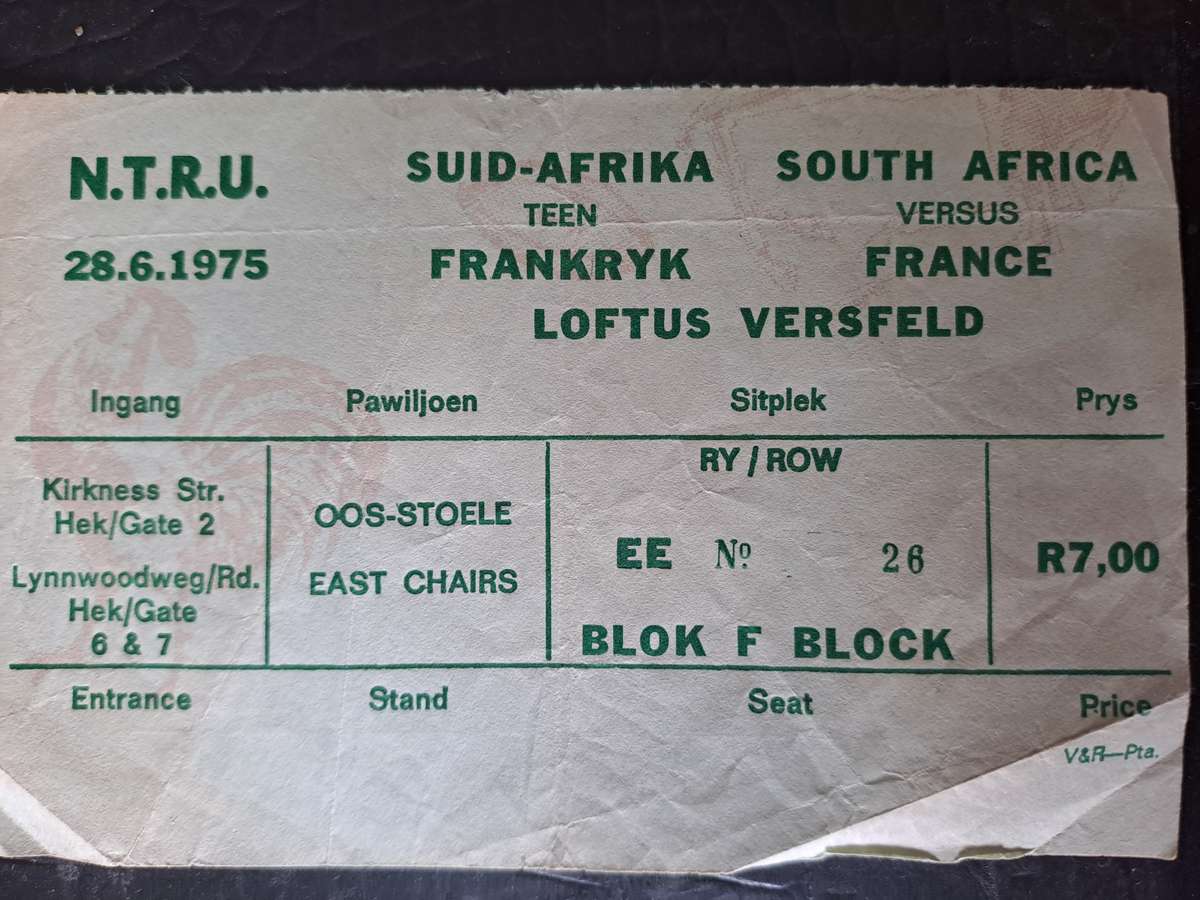 N.T.R.U. SUID-AFRIKA SOUTH AFRICA
TEEN VERSUS
28.6.1975 FRANKRYK FRANCE
LOFTUS VERSFELD
Ingang Pawiljoen Sitplek Prys
RY / ROW
Kirkness Str.
Hek/Gate 2
OOS-STOELE
EE Nº 26 R7,00
Lynnwoodweg/Rd.
Hek/Gate
6 & 7
EAST CHAIRS
BLOK F BLOCK
Entrance Stand Seat Price
V&R—Pta.